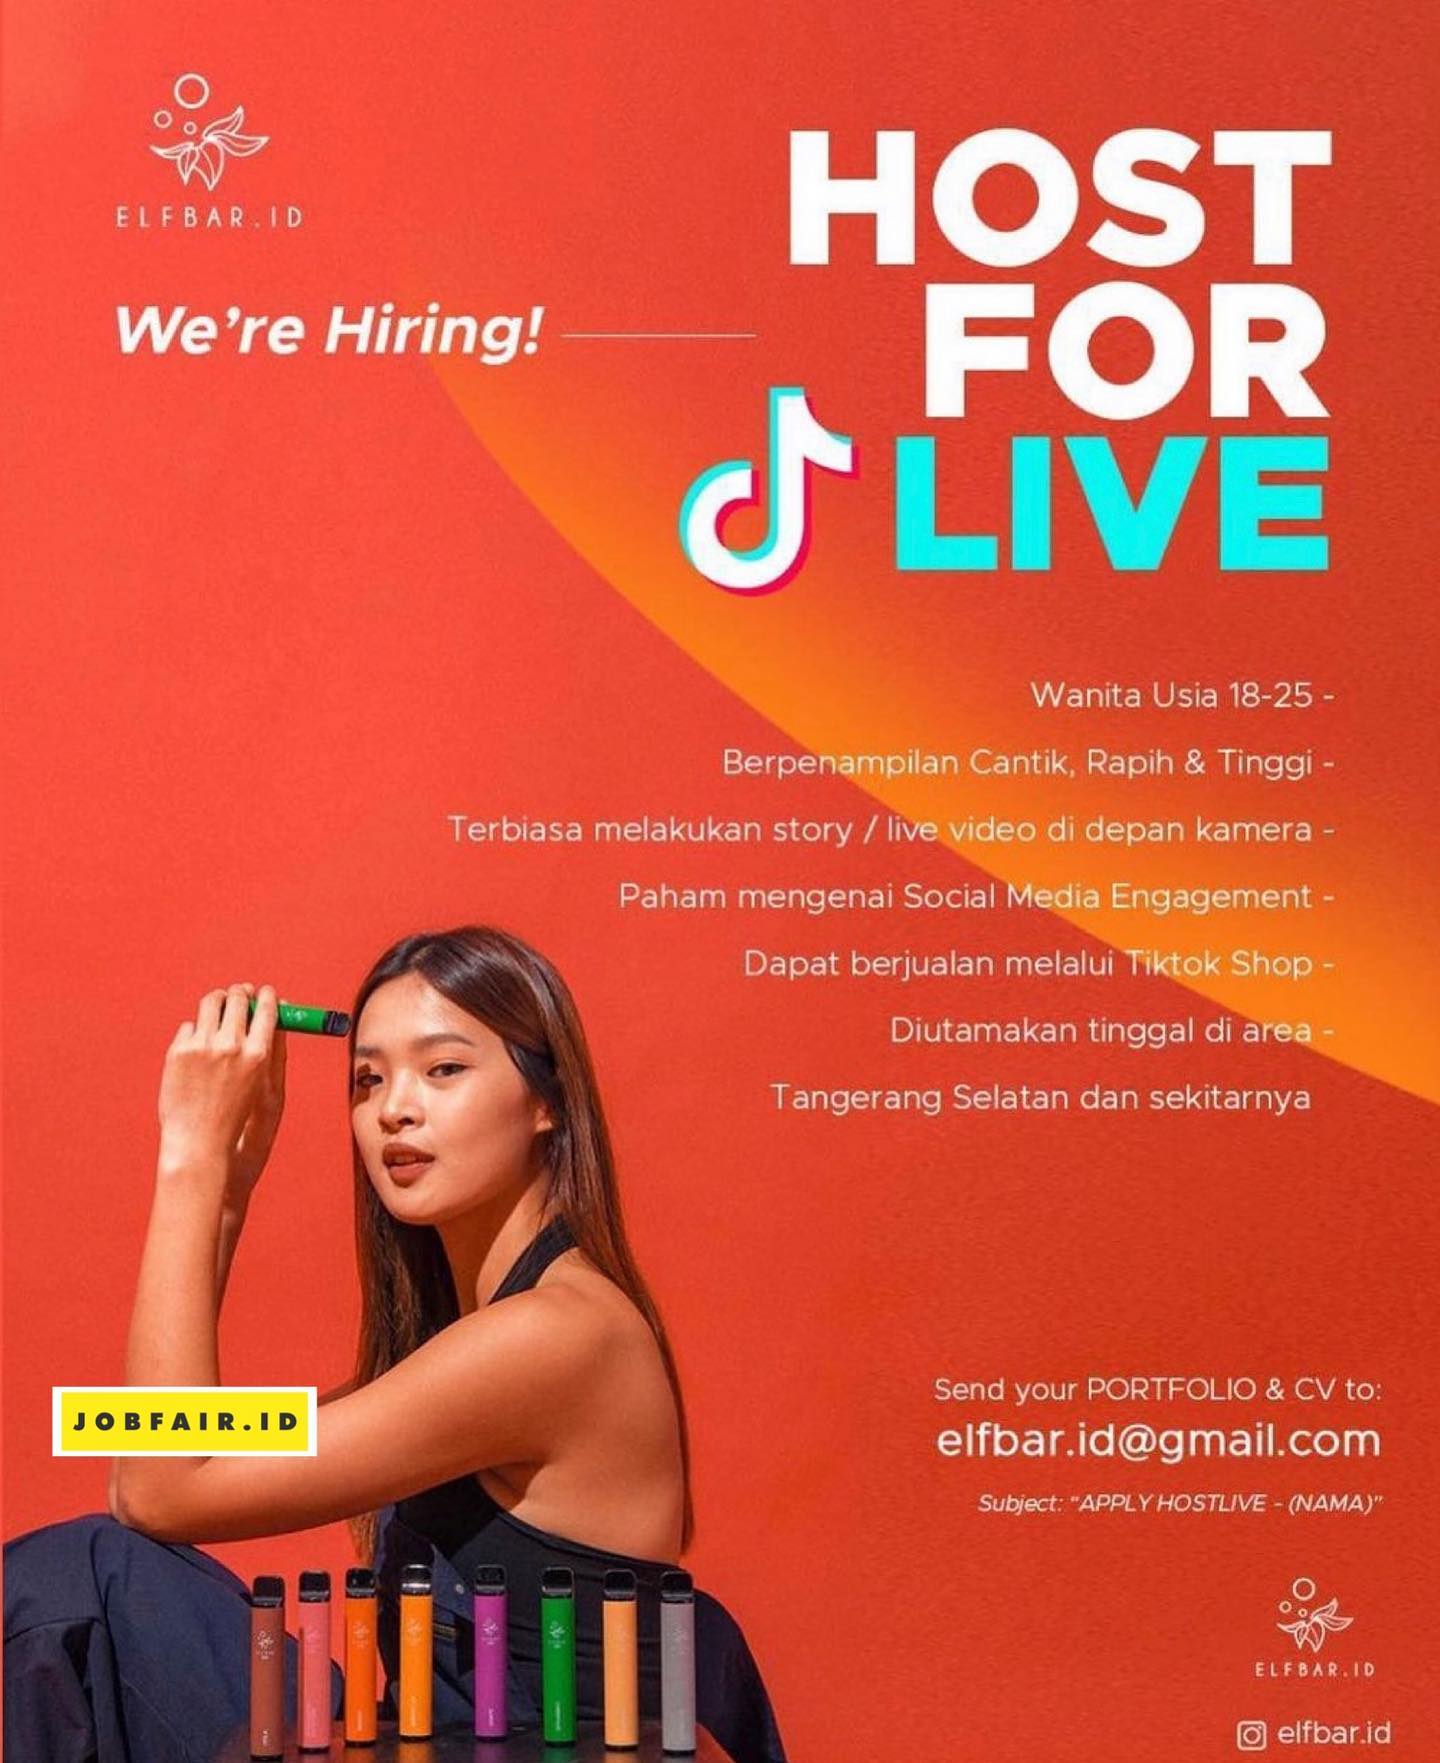 ELFBAR.ID
We're Hiring!
HOST
FOR
LIVE
Wanita Usia 18-25 -
Berpenampilan Cantik, Rapih & Tinggi -
Terbiasa melakukan story / live video di depan kamera -
Paham mengenai Social Media Engagement -
Dapat berjualan melalui Tiktok Shop -
Diutamakan tinggal di area -
Tangerang Selatan dan sekitarnya
JOBFAIR.ID
Send your PORTFOLIO & CV to:
elfbar.id@gmail.com
Subject: "APPLY HOSTLIVE - (NAMA)"
ELFBAR.ID
elfbar.id